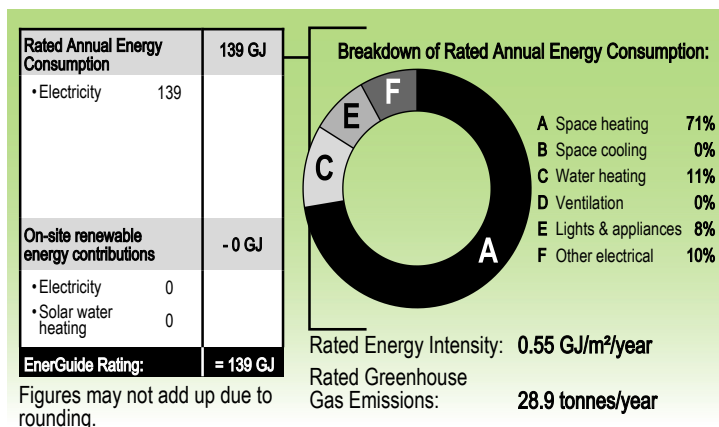 Rated Annual Energy
Consumption
139 GJ
• Electricity 139
On-site renewable
energy contributions
- 0 GJ
• Electricity 0
• Solar water
heating
0
EnerGuide Rating: = 139 GJ
Figures may not add up due to
rounding.
Breakdown of Rated Annual Energy Consumption:
F
E
C
A
A Space heating 71%
B Space cooling 0%
C Water heating 11%
D Ventilation 0%
E Lights & appliances 8%
F Other electrical 10%
Rated Energy Intensity: 0.55 GJ/m²/year
Rated Greenhouse
Gas Emissions: 28.9 tonnes/year